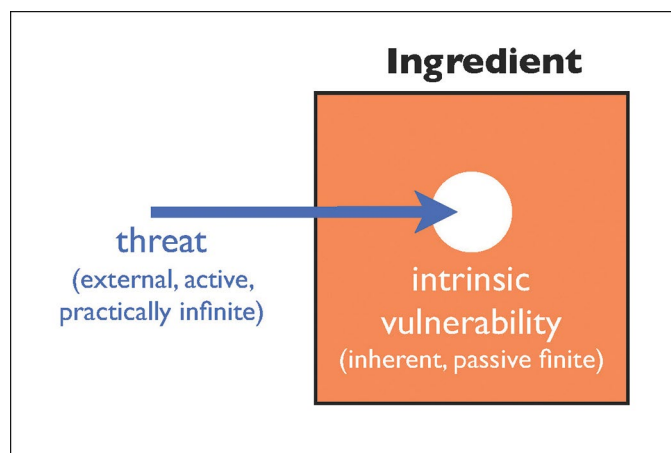 Ingredient
threat
(external, active,
practically infinite)
intrinsic
vulnerability
(inherent, passive finite)